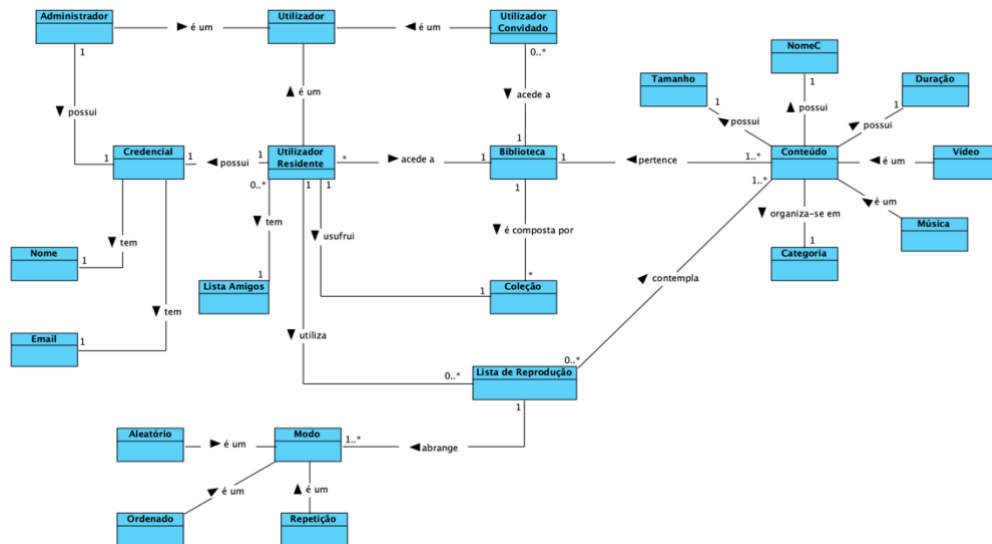 Administrador
é um
Utilizador
é um
Utilizador
Convidado
1
0..*
NomeC
Tamanho
1
Duração
1
1
possui
é um
acede a
possui
possui
possui
1
Credencial
1
possui
1
Utilizador
Residente
*
acede a
1
1
Biblioteca
1
pertence
1..*
Conteúdo
é um
Vídeo
0..*
1
1
1
1..*
é um
tem
organiza-se em
Música
tem
usufrui
é composta por
1
Categoria
Nome
1
1
Lista Amigos
1
*
Coleção
contempla
tem
Email
1
utiliza
0..*
0..*
Lista de Reprodução
1
Aleatório
é um
Modo
1..*
abrange
é um
é um
Ordenado
Repetição